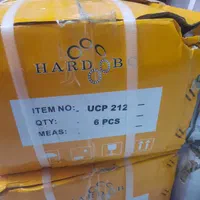 HARD B
ITEM NO: UCP 212
QTY: 6 PCS
MEAS: